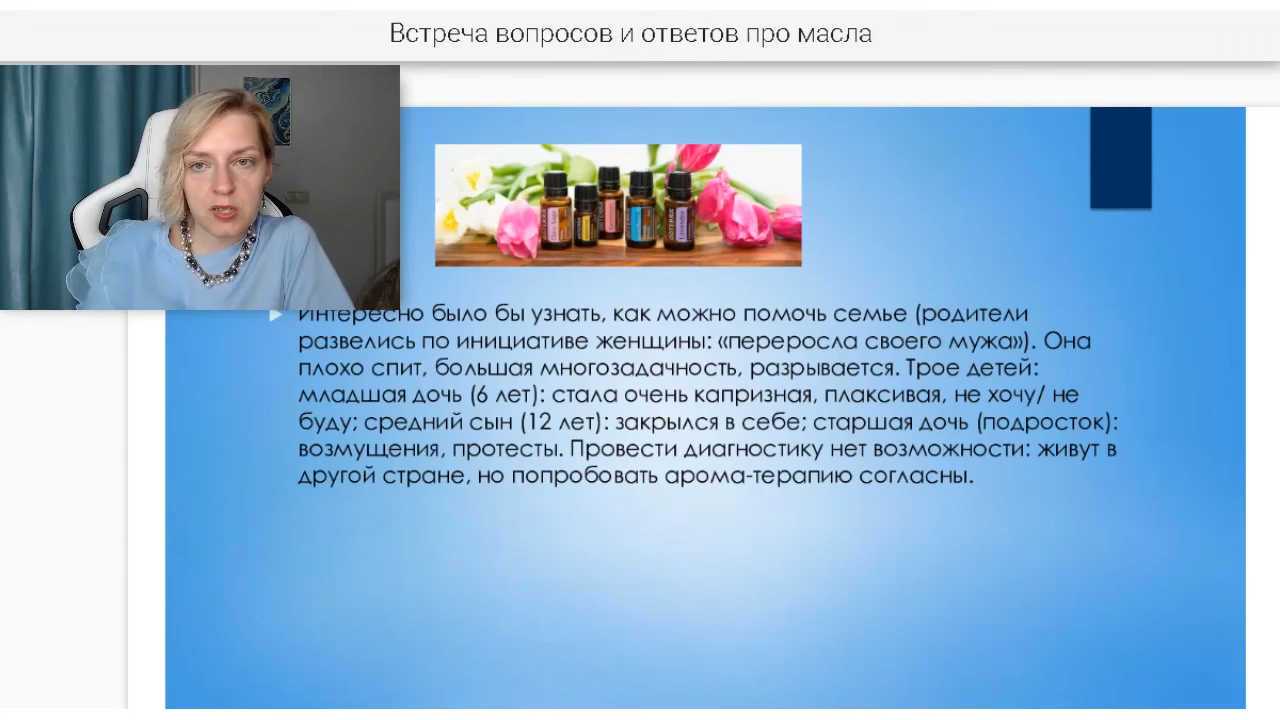 Встреча вопросов и ответов про масла
Интересно было бы узнать, как можно помочь семье (родители
развелись по инициативе женщины: «переросла своего мужа»). Она
плохо спит, большая многозадачность, разрывается. Трое детей:
младшая дочь (6 лет): стала очень капризная, плаксивая, не хочу/ не
буду; средний сын (12 лет): закрылся в себе; старшая дочь (подросток):
возмущения, протесты. Провести диагностику нет возможности: живут в
другой стране, но попробовать арома-терапию согласны.